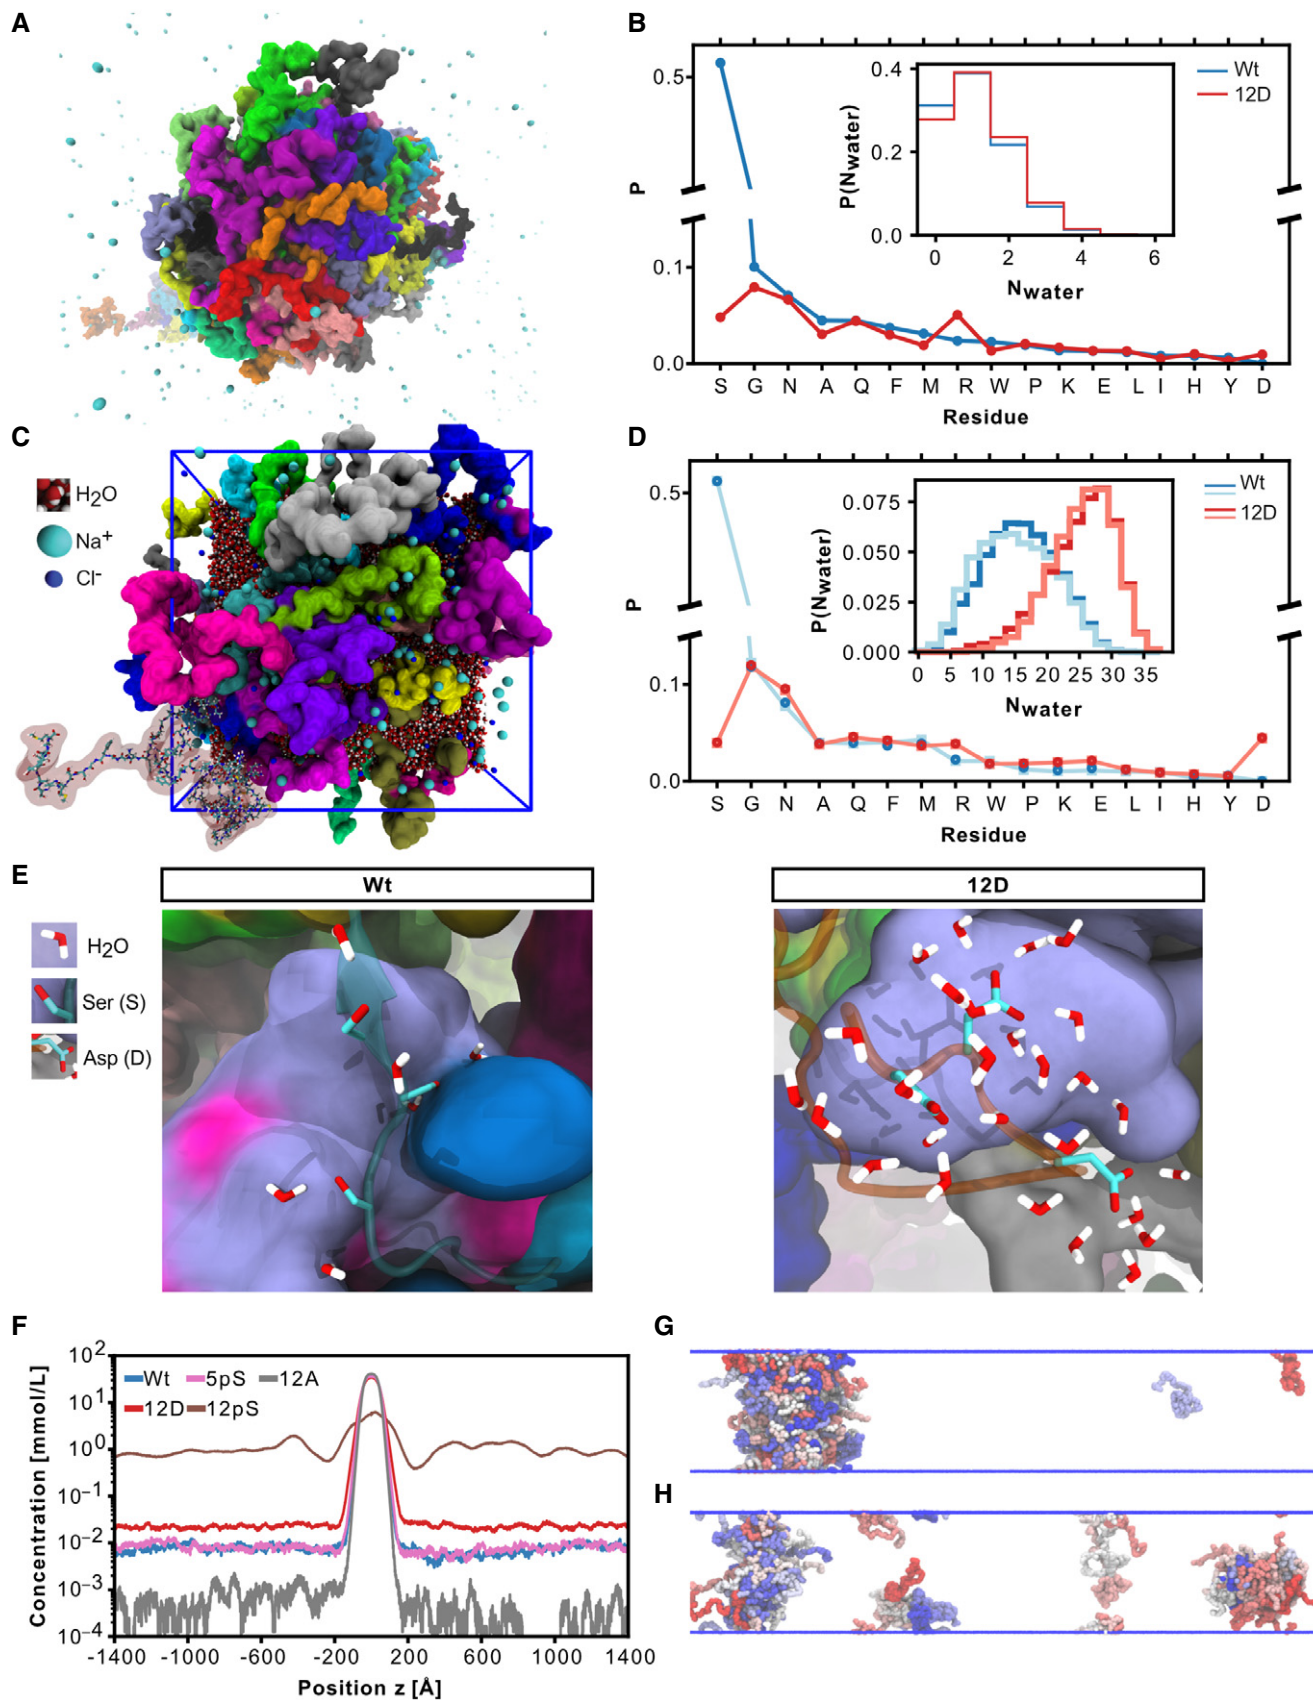 A
B
Wt
12D
0.5
0.1
0.0
P
0.4
0.2
0.0
P(Nwater)
0 2 4 6
Nwater
S G N A Q F M R W P K E L I H Y D
Residue
C
H2O
Na+
Cl-
D
Wt
12D
0.5
0.1
0.0
P
0.075
0.050
0.025
0.000
P(Nwater)
0 5 10 15 20 25 30 35
Nwater
S G N A Q F M R W P K E L I H Y D
Residue
E
Wt
12D
H2O
Ser (S)
Asp (D)
F
Wt 5pS 12A
12D 12pS
10^2
10^1
10^0
10^−1
10^−2
10^−3
10^−4
Concentration [mmol/L]
-1400 -1000 -600 -200 200 600 1000 1400
Position z [Å]
G
H